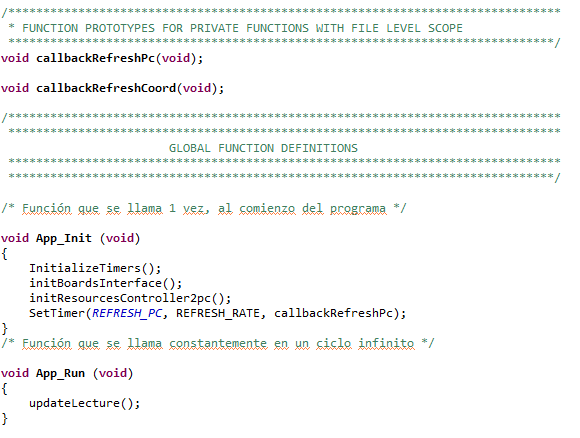 /*******************************************************************************
 * FUNCTION PROTOTYPES FOR PRIVATE FUNCTIONS WITH FILE LEVEL SCOPE
 ******************************************************************************/
void callbackRefreshPc(void);
void callbackRefreshCoord(void);
/*******************************************************************************
 *******************************************************************************
                        GLOBAL FUNCTION DEFINITIONS
 *******************************************************************************
 ******************************************************************************/
/* Función que se llama 1 vez, al comienzo del programa */
void App_Init (void)
{
    InitializeTimers();
    initBoardsInterface();
    initResourcesController2pc();
    SetTimer(REFRESH_PC, REFRESH_RATE, callbackRefreshPc);
}
/* Función que se llama constantemente en un ciclo infinito */
void App_Run (void)
{
    updateLecture();
}